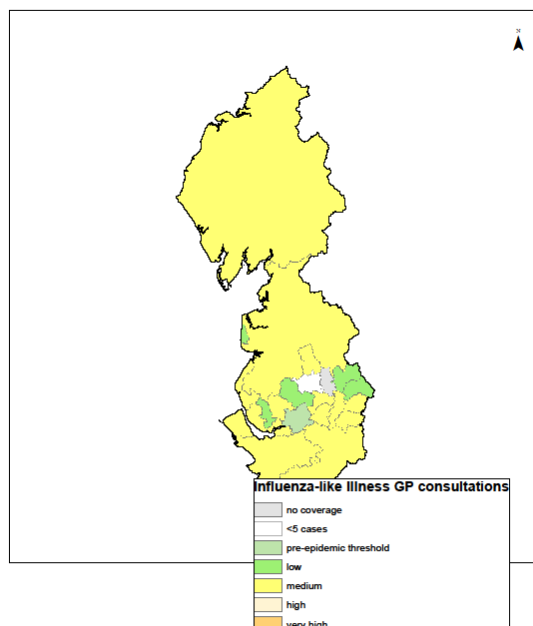 N
Influenza-like Illness GP consultations
no coverage
<5 cases
pre-epidemic threshold
low
medium
high
very high